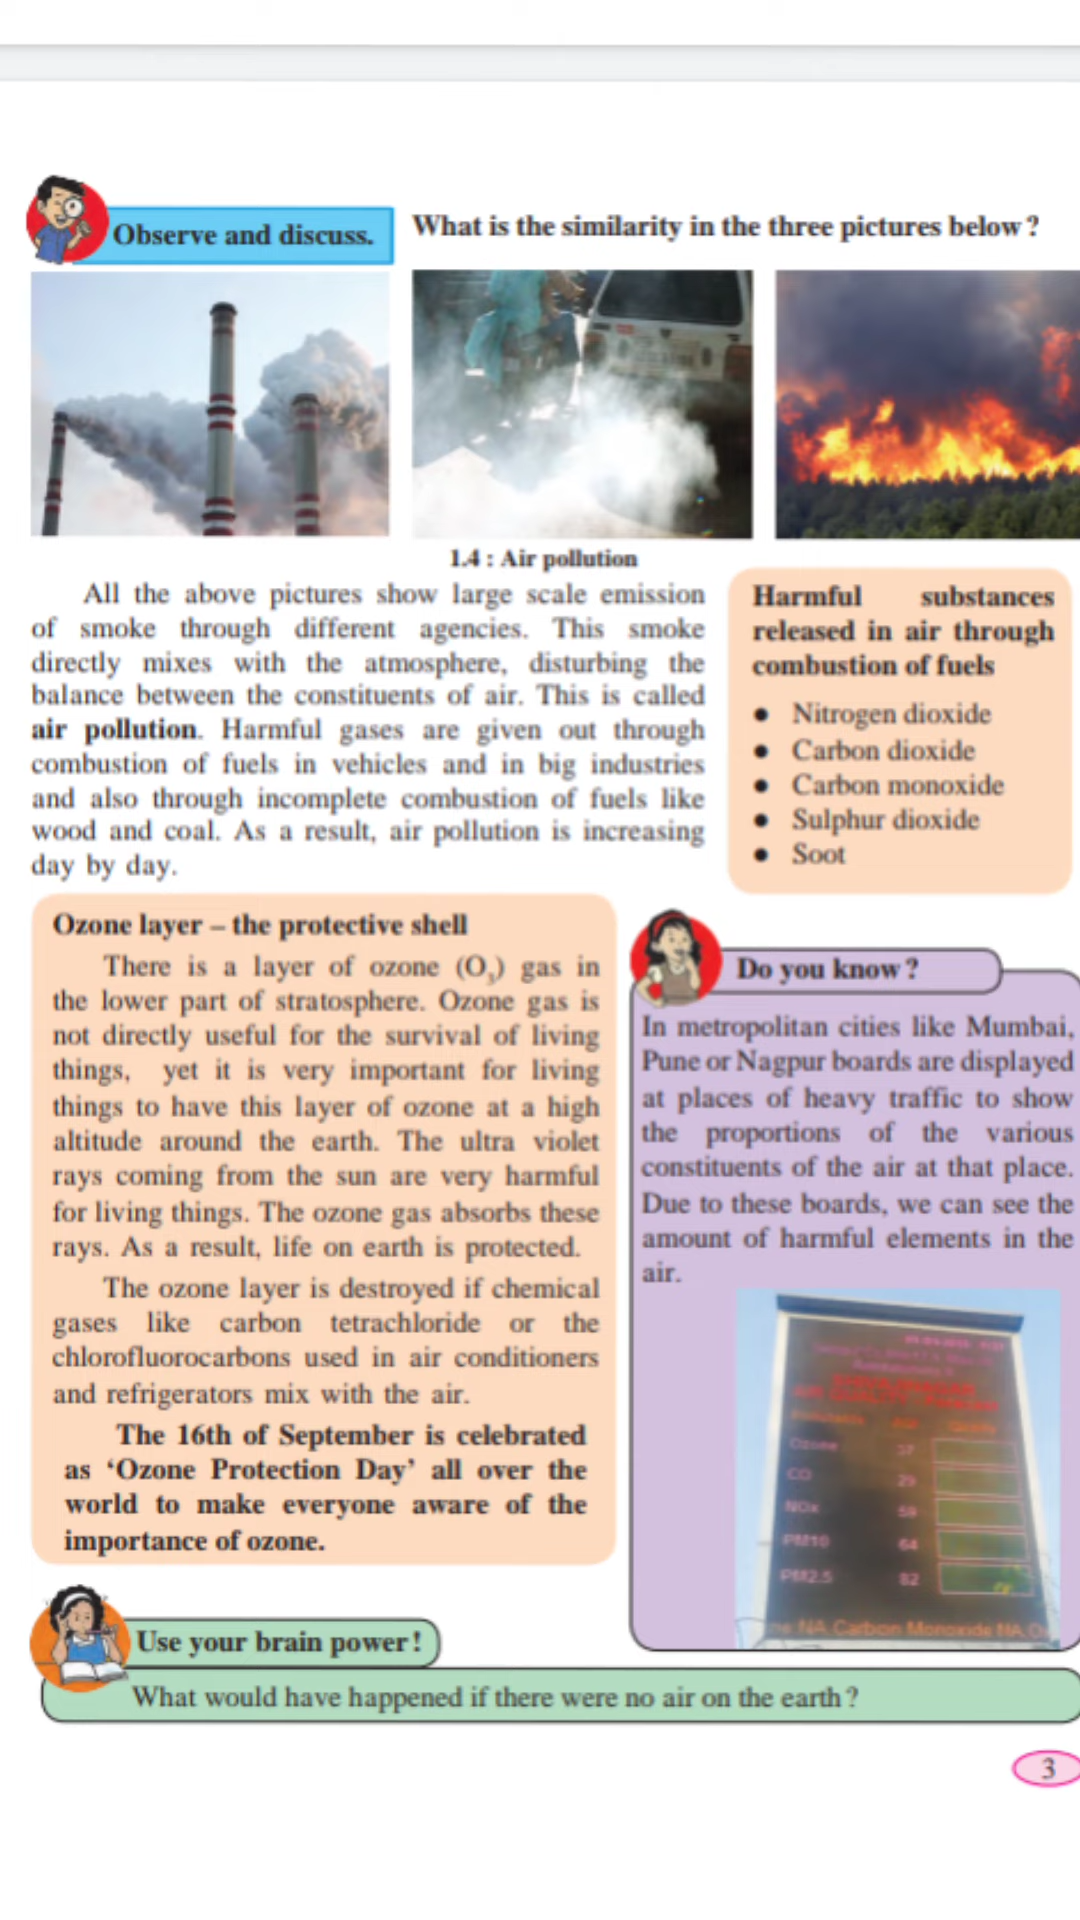 Observe and discuss.
What is the similarity in the three pictures below ?
1.4 : Air pollution
All the above pictures show large scale emission
of smoke through different agencies. This smoke
directly mixes with the atmosphere, disturbing the
balance between the constituents of air. This is called
air pollution. Harmful gases are given out through
combustion of fuels in vehicles and in big industries
and also through incomplete combustion of fuels like
wood and coal. As a result, air pollution is increasing
day by day.
Harmful substances
released in air through
combustion of fuels
● Nitrogen dioxide
● Carbon dioxide
● Carbon monoxide
● Sulphur dioxide
● Soot
Ozone layer – the protective shell
There is a layer of ozone (O₃) gas in
the lower part of stratosphere. Ozone gas is
not directly useful for the survival of living
things, yet it is very important for living
things to have this layer of ozone at a high
altitude around the earth. The ultra violet
rays coming from the sun are very harmful
for living things. The ozone gas absorbs these
rays. As a result, life on earth is protected.
The ozone layer is destroyed if chemical
gases like carbon tetrachloride or the
chlorofluorocarbons used in air conditioners
and refrigerators mix with the air.
The 16th of September is celebrated
as ‘Ozone Protection Day’ all over the
world to make everyone aware of the
importance of ozone.
Do you know ?
In metropolitan cities like Mumbai,
Pune or Nagpur boards are displayed
at places of heavy traffic to show
the proportions of the various
constituents of the air at that place.
Due to these boards, we can see the
amount of harmful elements in the
air.
Ozone 37
CO 29
NOx 59
PM10 64
PM2.5 82
NA Carbon Monoxide NA
Use your brain power !
What would have happened if there were no air on the earth ?
3